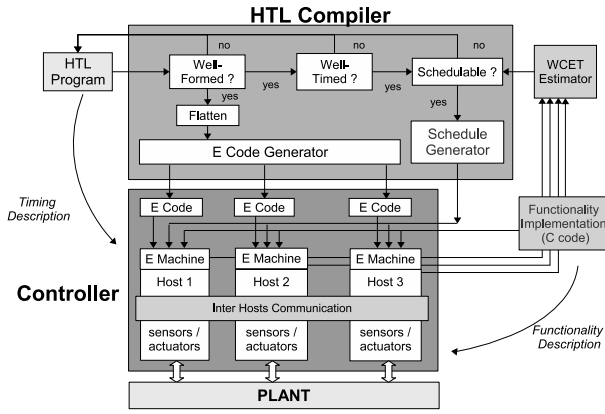 HTL Compiler
no
no
no
HTL
Program
Well-
Formed ?
Well-
Timed ?
Schedulable ?
WCET
Estimator
yes
yes
yes
yes
Flatten
Schedule
Generator
E Code Generator
Timing
Description
E Code
E Code
E Code
Functionality
Implementation
(C code)
E Machine
E Machine
E Machine
Host 1
Host 2
Host 3
Controller
Inter Hosts Communication
sensors /
actuators
sensors /
actuators
sensors /
actuators
Functionality
Description
PLANT